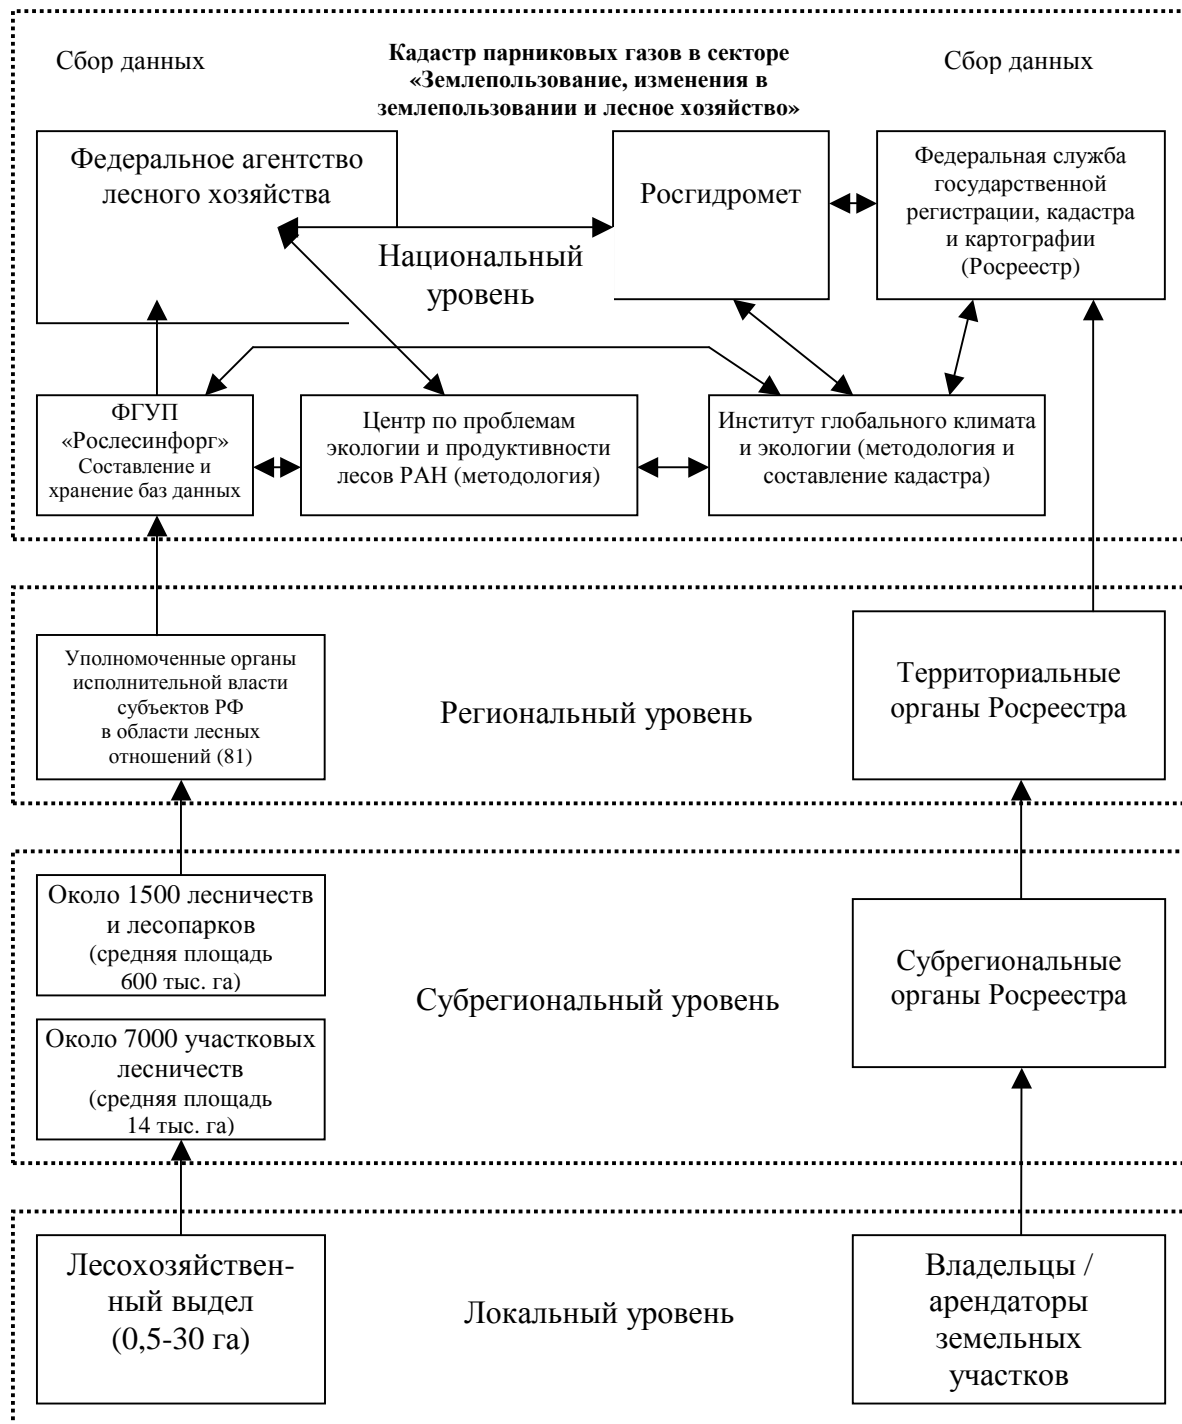 Сбор данных
Кадастр парниковых газов в секторе
«Землепользование, изменения в
землепользовании и лесное хозяйство»
Сбор данных
Федеральное агентство
лесного хозяйства
Росгидромет
Федеральная служба
государственной
регистрации, кадастра
и картографии
(Росреестр)
Национальный
уровень
ФГУП
«Рослесинфорг»
Составление и
хранение баз данных
Центр по проблемам
экологии и продуктивности
лесов РАН (методология)
Институт глобального климата
и экологии (методология и
составление кадастра)
Уполномоченные органы
исполнительной власти
субъектов РФ
в области лесных
отношений (81)
Региональный уровень
Территориальные
органы Росреестра
Около 1500 лесничеств
и лесопарков
(средняя площадь
600 тыс. га)
Около 7000 участковых
лесничеств
(средняя площадь
14 тыс. га)
Субрегиональный уровень
Субрегиональные
органы Росреестра
Лесохозяйствен-
ный выдел
(0,5-30 га)
Локальный уровень
Владельцы /
арендаторы
земельных
участков